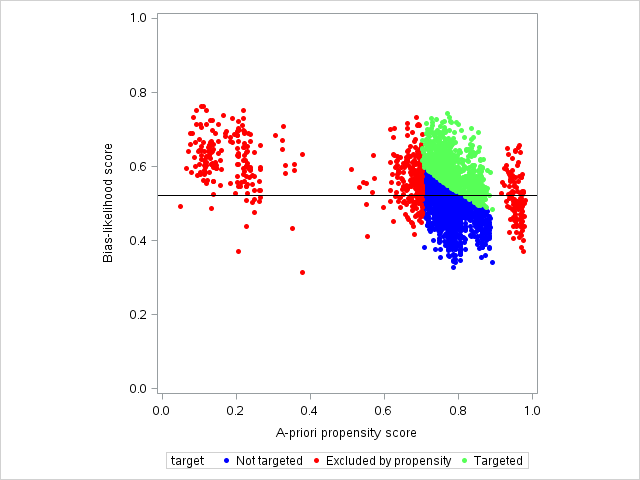 1.0
0.8
0.6
0.4
0.2
0.0
Bias-likelihood score
0.0 0.2 0.4 0.6 0.8 1.0
A-priori propensity score
target Not targeted Excluded by propensity Targeted